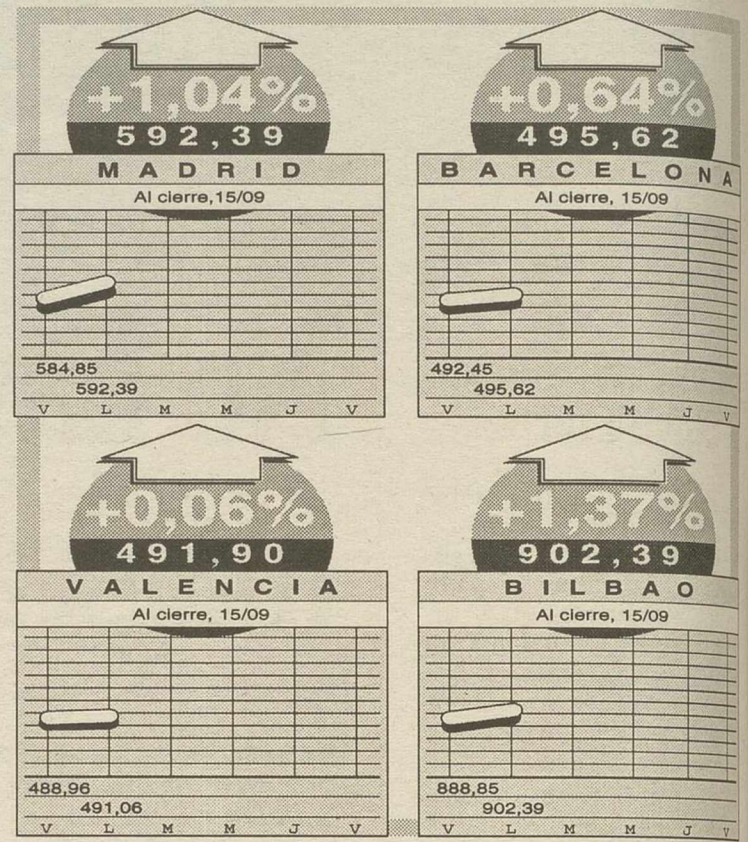 +1,04%
592,39
MADRID
Al cierre,15/09
584,85
592,39
V L M M J V
+0,64%
495,62
BARCELONA
Al cierre, 15/09
492,45
495,62
V L M M J V
+0,06%
491,90
VALENCIA
Al cierre, 15/09
488,96
491,06
V L M M J V
+1,37%
902,39
BILBAO
Al cierre, 15/09
888,85
902,39
V L M M J V